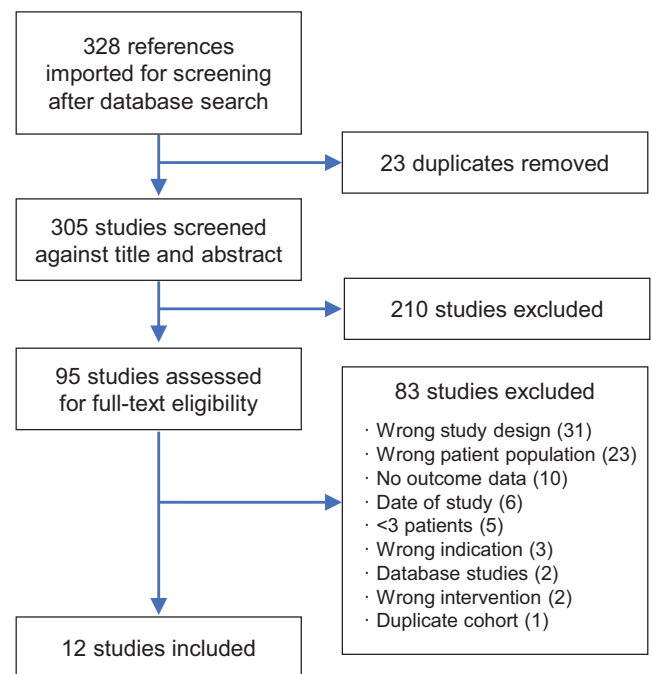 328 references
imported for screening
after database search
23 duplicates removed
305 studies screened
against title and abstract
210 studies excluded
95 studies assessed
for full-text eligibility
83 studies excluded
· Wrong study design (31)
· Wrong patient population (23)
· No outcome data (10)
· Date of study (6)
· <3 patients (5)
· Wrong indication (3)
· Database studies (2)
· Wrong intervention (2)
· Duplicate cohort (1)
12 studies included